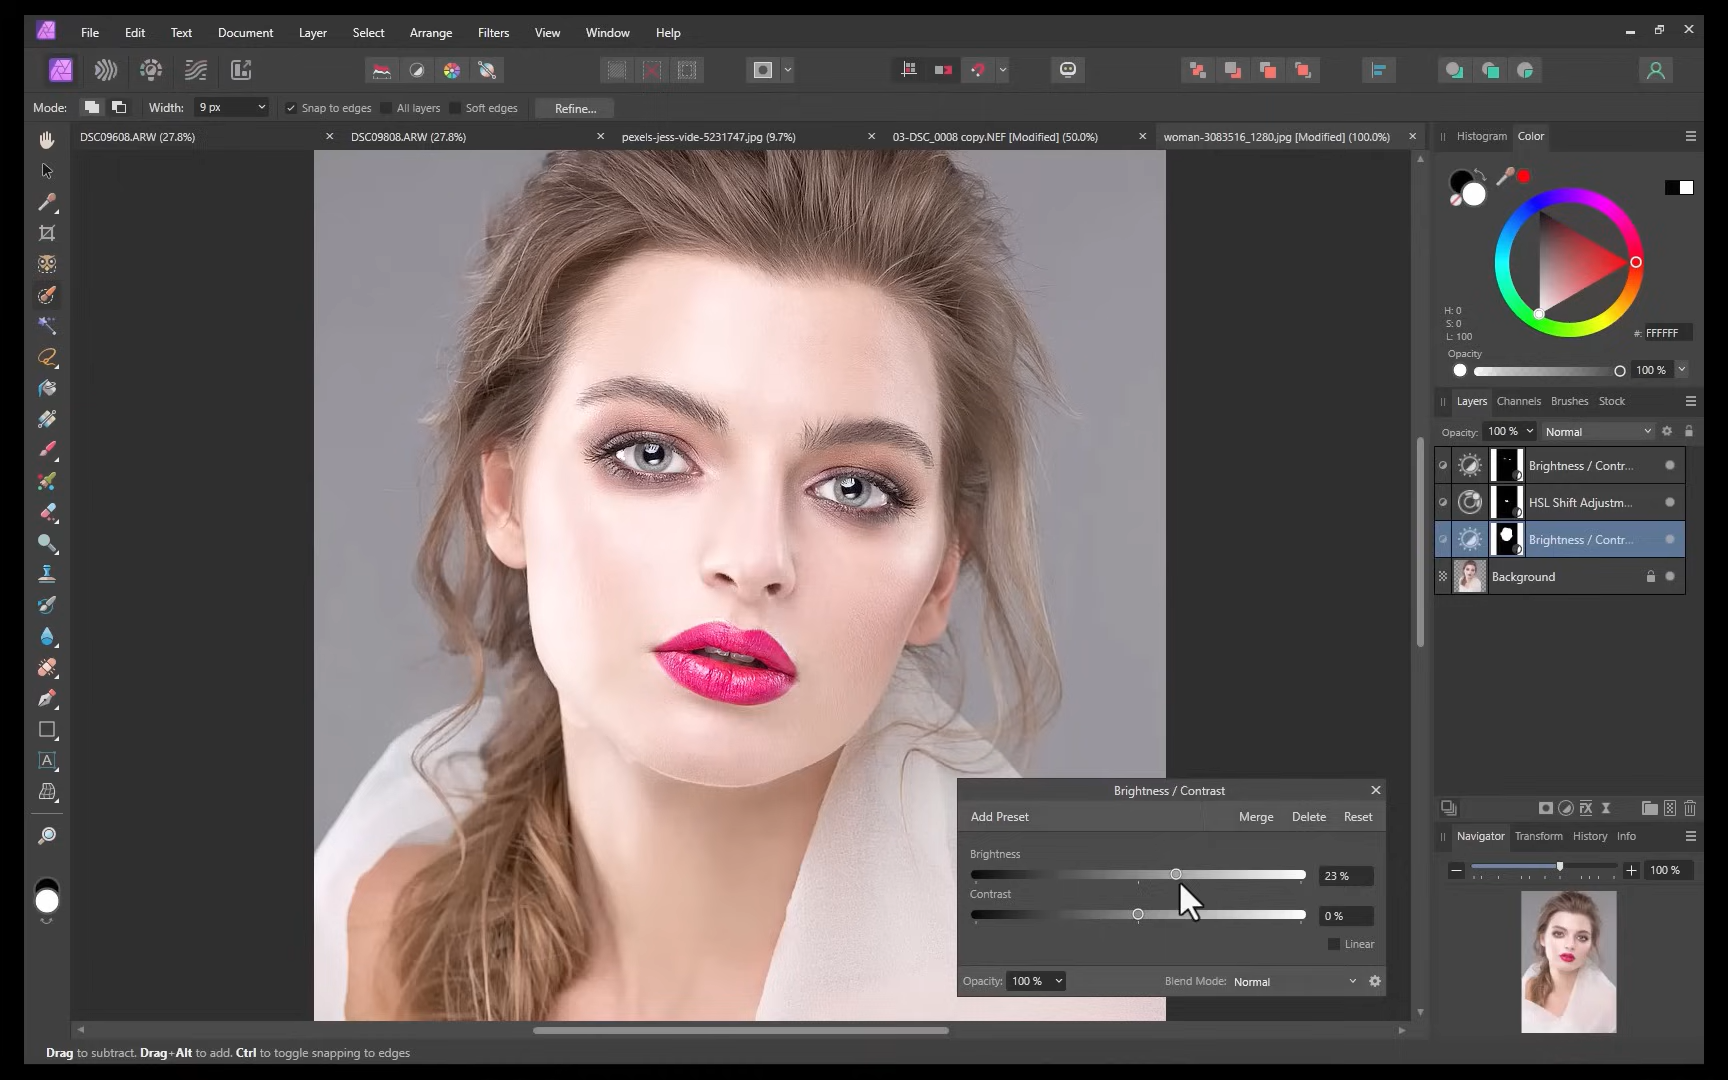 File Edit Text Document Layer Select Arrange Filters View Window Help
Mode: Width: 9 px Snap to edges All layers Soft edges Refine...
DSC09608.ARW (27.8%) DSC09808.ARW (27.8%) pexels-jess-vide-5231747.jpg (9.7%) 03-DSC_0008 copy.NEF [Modified] (50.0%) woman-3083516_1280.jpg [Modified] (100.0%)
Histogram Color
H: 0
S: 0
L: 100
#: FFFFFF
Opacity
100 %
Layers Channels Brushes Stock
Opacity: 100 % Normal
Brightness / Contr...
HSL Shift Adjustm...
Brightness / Contr...
Background
Brightness / Contrast
Add Preset Merge Delete Reset
Brightness
23 %
Contrast
0 %
Linear
Opacity: 100 % Blend Mode: Normal
Navigator Transform History Info
100 %
Drag to subtract. Drag+Alt to add. Ctrl to toggle snapping to edges